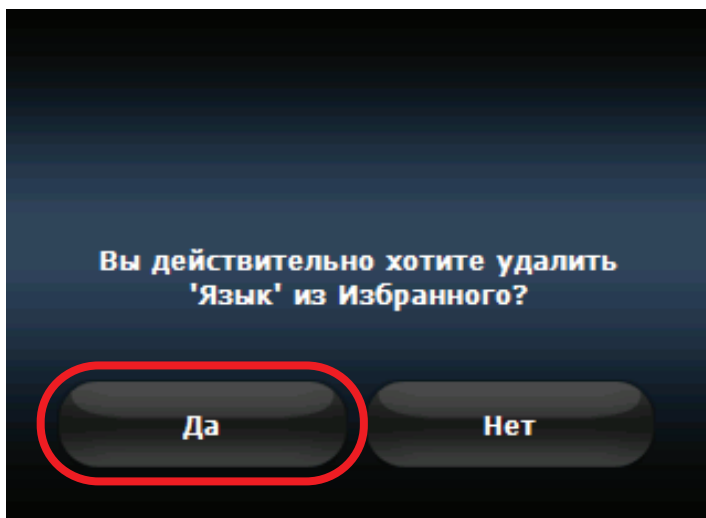 Вы действительно хотите удалить
'Язык' из Избранного?
Да
Нет